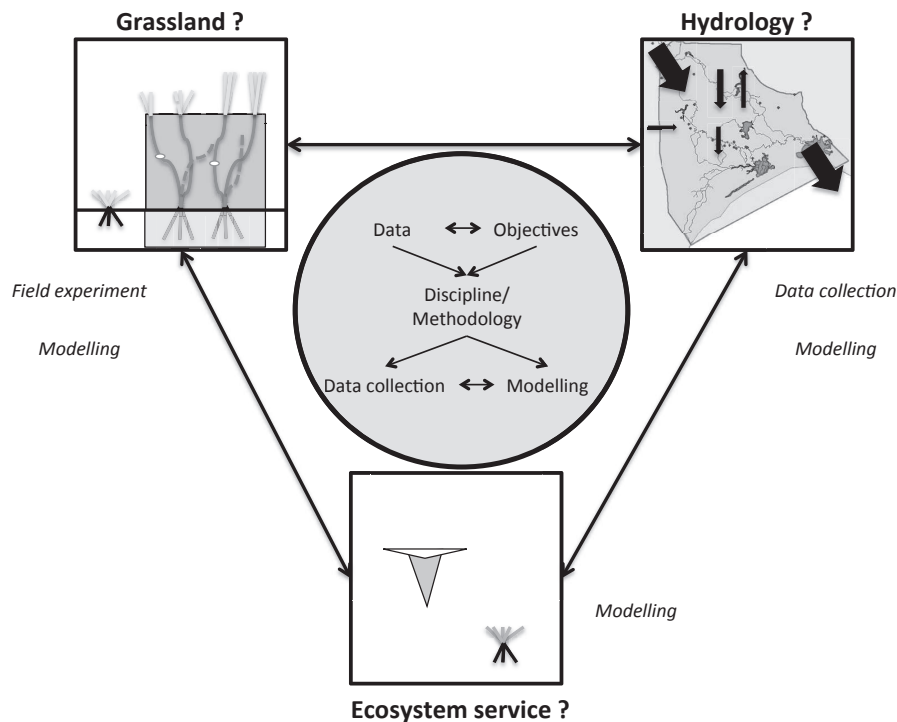 Grassland ?
Hydrology ?
Data
Objectives
Discipline/
Methodology
Data collection
Modelling
Field experiment
Modelling
Data collection
Modelling
Modelling
Ecosystem service ?